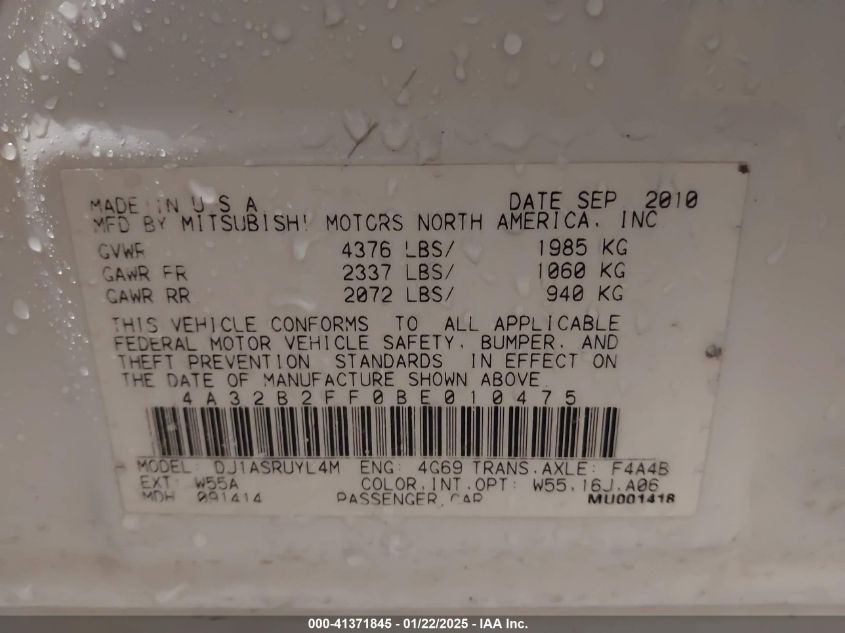 MADE IN U S A DATE SEP 2010
MFD BY MITSUBISHI MOTORS NORTH AMERICA, INC
GVWR 4376 LBS/ 1985 KG
GAWR FR 2337 LBS/ 1060 KG
GAWR RR 2072 LBS/ 940 KG
THIS VEHICLE CONFORMS TO ALL APPLICABLE
FEDERAL MOTOR VEHICLE SAFETY, BUMPER, AND
THEFT PREVENTION STANDARDS IN EFFECT ON
THE DATE OF MANUFACTURE SHOWN ABOVE.
4A32B2FF0BE010475
MODEL: DJ1ASRUYL4M ENG: 4G69 TRANS.AXLE: F4A4B
EXT: W55A COLOR.INT.OPT: W55.16J.A06
MDH 091414 PASSENGER CAR MU001418
000-41371845 - 01/22/2025 - IAA Inc.